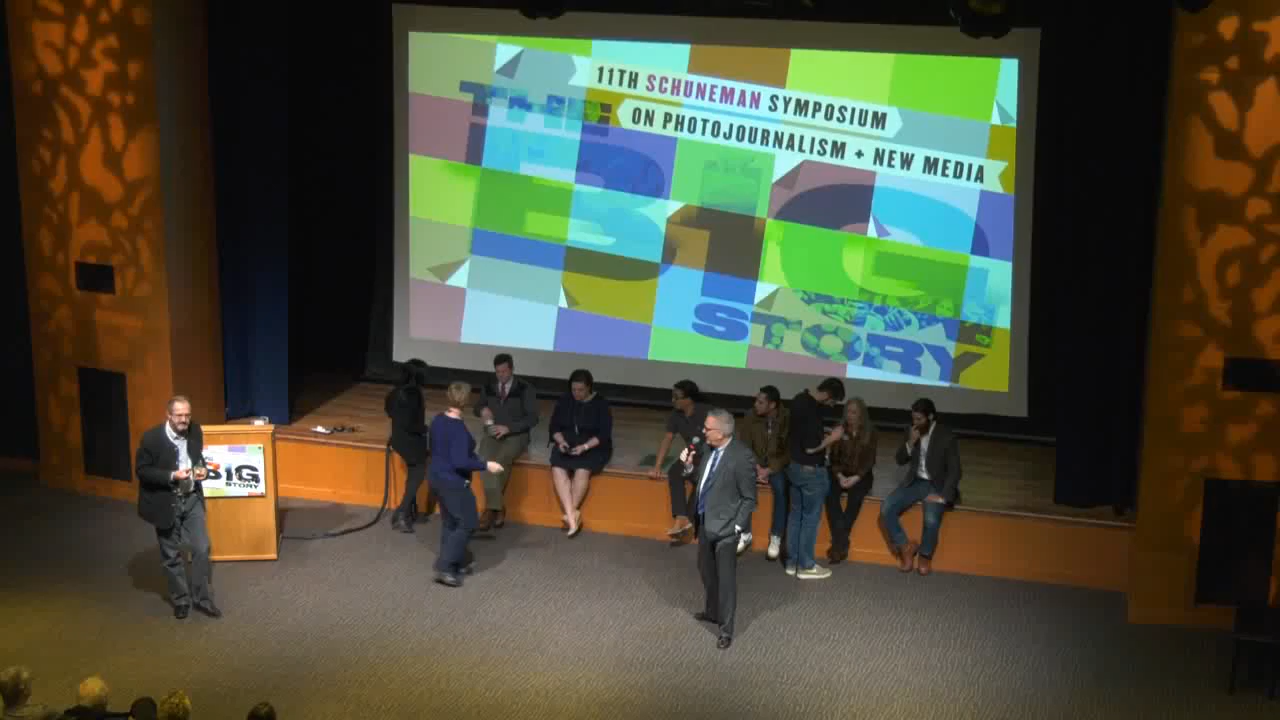 11TH SCHUNEMAN SYMPOSIUM
ON PHOTOJOURNALISM + NEW MEDIA
THE
BIG
STORY
BIG
STORY